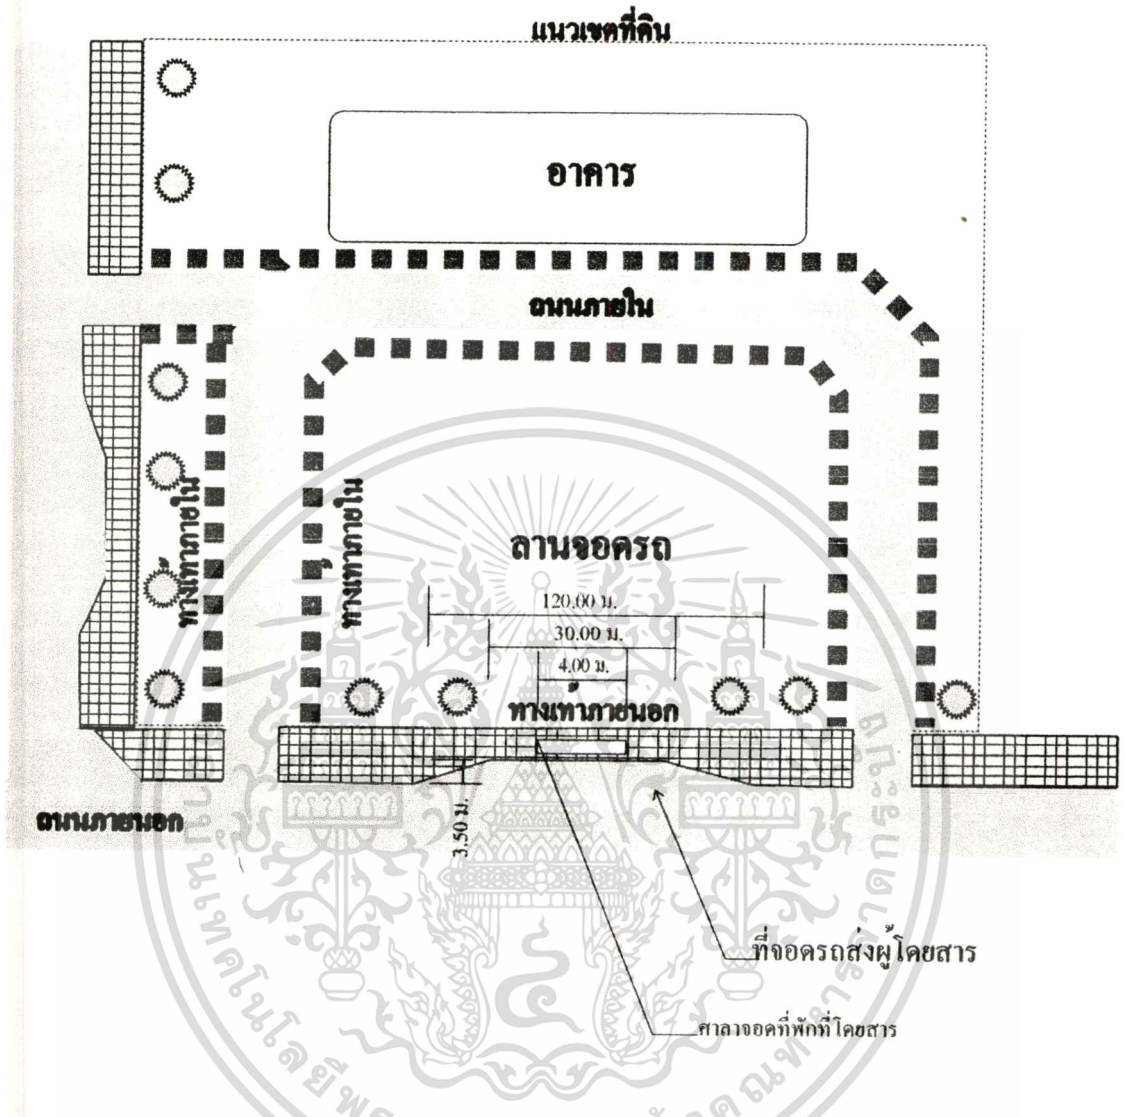 แนวเขตที่ดิน
อาคาร
ถนนภายใน
ทางเท้าภายใน
ทางเท้าภายใน
ลานจอดรถ
120.00 ม.
30.00 ม.
4.00 ม.
ทางเท้าภายนอก
ถนนภายนอก
3.50 ม.
ที่จอดรถส่งผู้โดยสาร
ศาลาจอดที่พักที่โดยสาร